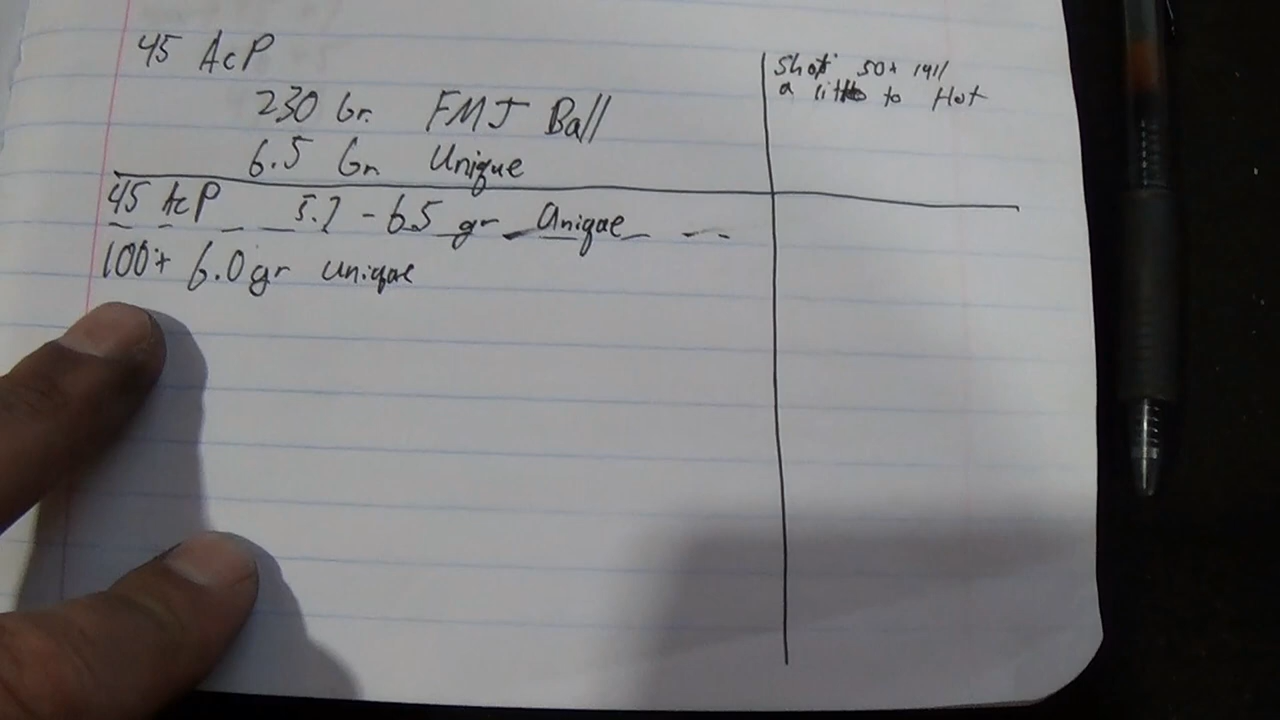 45 AcP
230 Gr. FMJ Ball
6.5 Gr. Unique
Shot 50+ 1911
a little to Hot
45 AcP 5.7 - 6.5 gr Unique
100+ 6.0 gr unique